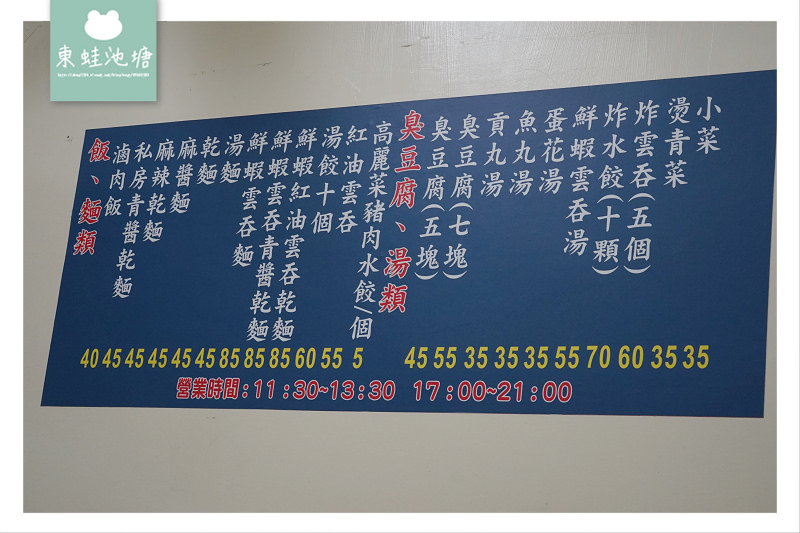 東蛙池塘
飯、麵類
滷肉飯
私房青醬乾麵
麻辣乾麵
麻醬麵
乾麵
湯麵
鮮蝦雲吞麵
鮮蝦雲吞青醬乾麵
鮮蝦紅油雲吞乾麵
湯餃十個
紅油雲吞
高麗菜豬肉水餃/個
臭豆腐、湯類
臭豆腐(五塊)
臭豆腐(七塊)
貢丸湯
魚丸湯
蛋花湯
鮮蝦雲吞湯
炸水餃(十顆)
炸雲吞(五個)
燙青菜
小菜
40 45 45 45 45 45 85 85 85 60 55 5
45 55 35 35 35 55 70 60 35 35
營業時間:11:30~13:30 17:00~21:00